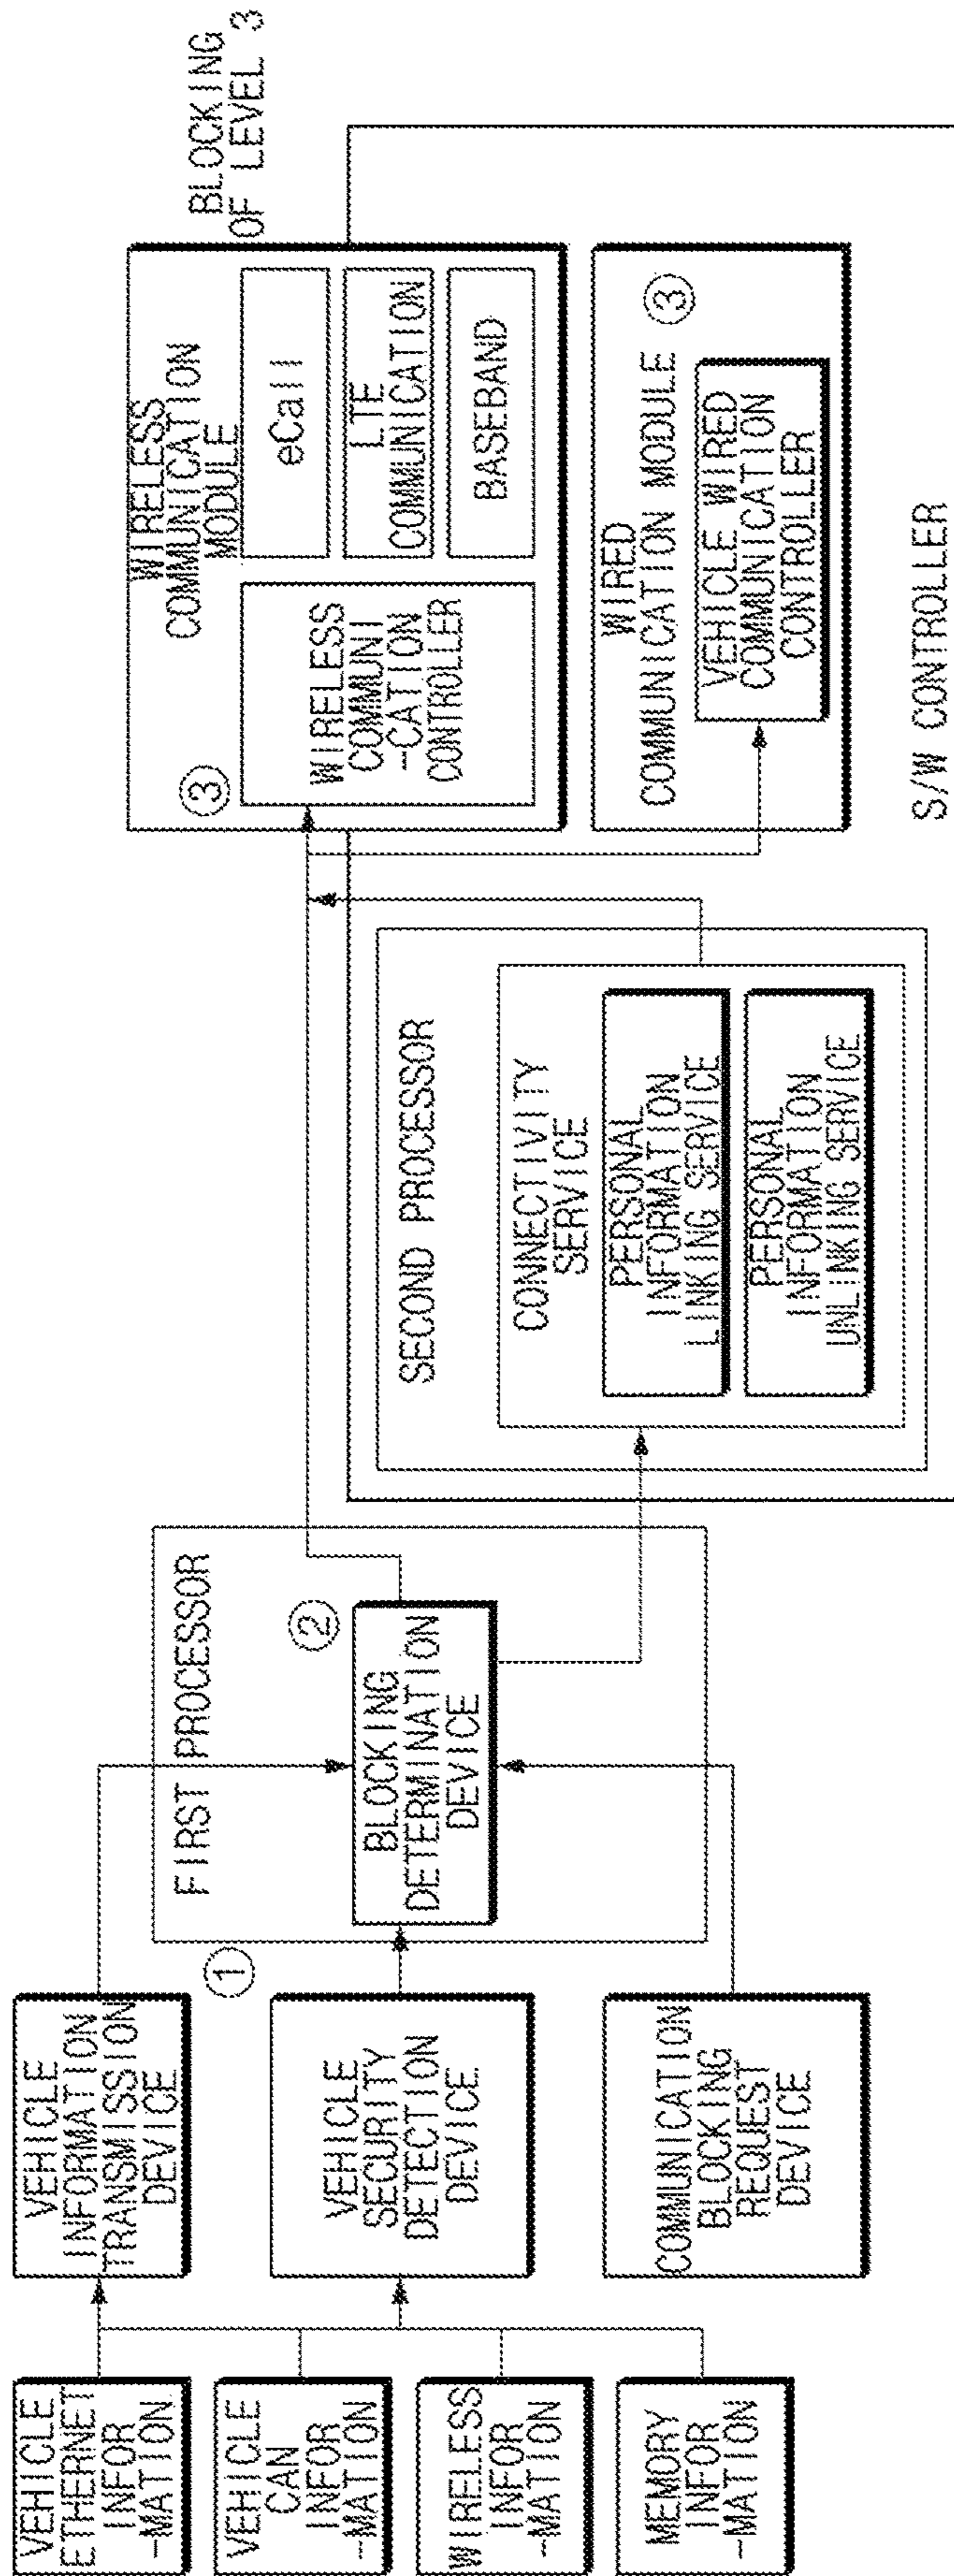 VEHICLE
ETHERNET
INFOR
-MATION
VEHICLE
CAN
INFOR
-MATION
WIRELESS
INFOR
-MATION
MEMORY
INFOR
-MATION
VEHICLE
INFORMATION
TRANSMISSION
DEVICE
①
VEHICLE
SECURITY
DETECTION
DEVICE
COMMUNICATION
BLOCKING
REQUEST
DEVICE
FIRST PROCESSOR
②
BLOCKING
DETERMINATION
DEVICE
SECOND PROCESSOR
CONNECTIVITY
SERVICE
PERSONAL
INFORMATION
LINKING SERVICE
PERSONAL
INFORMATION
UNLINKING SERVICE
BLOCKING
OF LEVEL 3
WIRELESS
COMMUNICATION
MODULE
③
WIRELESS
COMMUNI
-CATION
CONTROLLER
eCall
LTE
COMMUNICATION
BASEBAND
WIRED
COMMUNICATION MODULE
③
VEHICLE WIRED
COMMUNICATION
CONTROLLER
S/W CONTROLLER